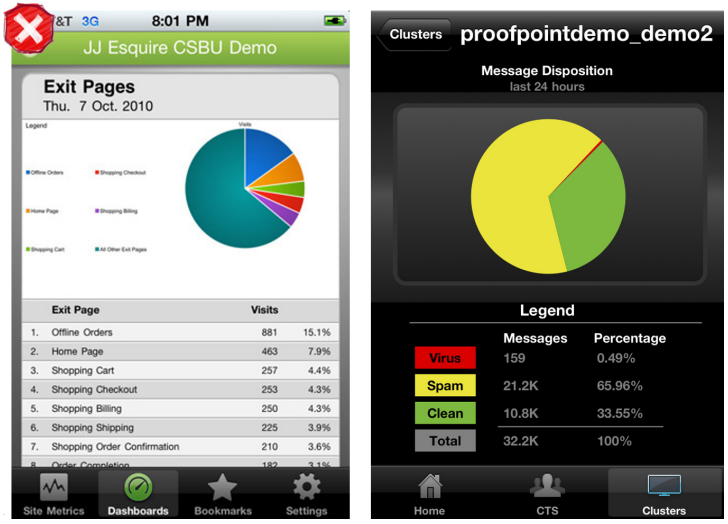 &T 3G 8:01 PM
JJ Esquire CSBU Demo
Exit Pages
Thu. 7 Oct. 2010
Legend
Visits
Offline Orders Shopping Checkout
Home Page Shopping Billing
Shopping Cart All Other Exit Pages
Exit Page Visits
1. Offline Orders 881 15.1%
2. Home Page 463 7.9%
3. Shopping Cart 257 4.4%
4. Shopping Checkout 253 4.3%
5. Shopping Billing 250 4.3%
6. Shopping Shipping 225 3.9%
7. Shopping Order Confirmation 210 3.6%
8. Order Completion 182 3.1%
Site Metrics Dashboards Bookmarks Settings
Clusters proofpointdemo_demo2
Message Disposition
last 24 hours
Legend
Messages Percentage
Virus 159 0.49%
Spam 21.2K 65.96%
Clean 10.8K 33.55%
Total 32.2K 100%
Home CTS Clusters